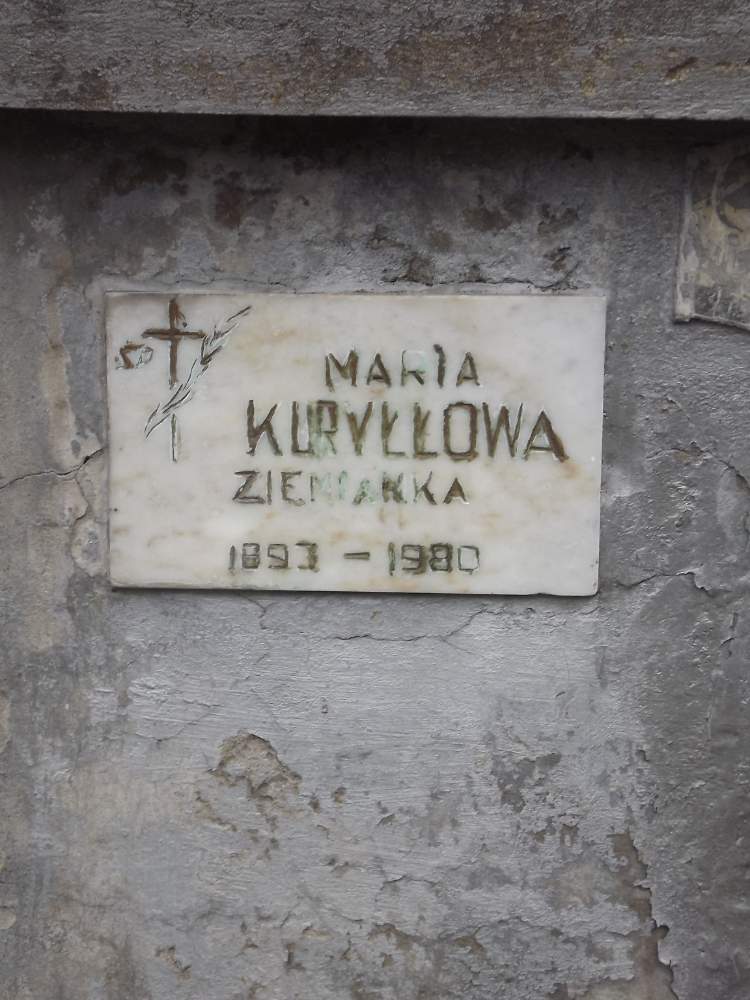 MARIA
KURYŁŁOWA
ZIEMIANKA
1893 - 1980